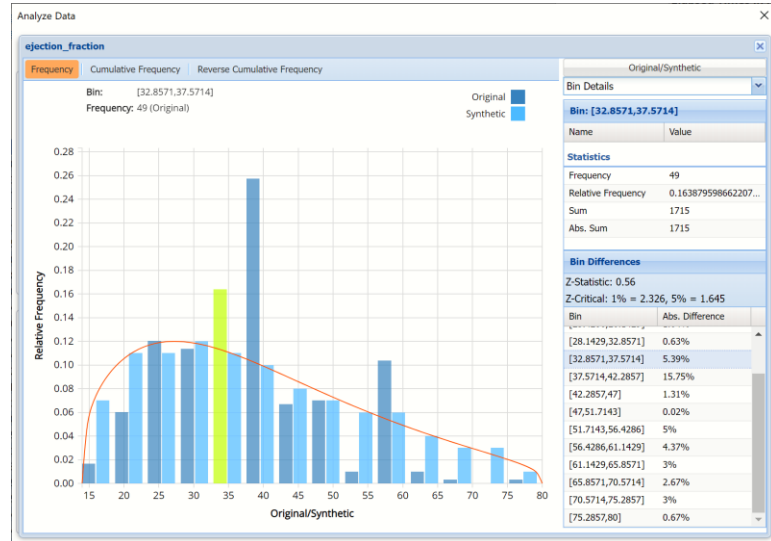 Analyze Data
ejection_fraction
Frequency Cumulative Frequency Reverse Cumulative Frequency
Bin: [32.8571,37.5714]
Frequency: 49 (Original)
Original
Synthetic
Relative Frequency
0.28
0.26
0.24
0.22
0.20
0.18
0.16
0.14
0.12
0.10
0.08
0.06
0.04
0.02
0.00
15 20 25 30 35 40 45 50 55 60 65 70 75 80
Original/Synthetic
Original/Synthetic
Bin Details
Bin: [32.8571,37.5714]
Name Value
Statistics
Frequency 49
Relative Frequency 0.163879598662207...
Sum 1715
Abs. Sum 1715
Bin Differences
Z-Statistic: 0.56
Z-Critical: 1% = 2.326, 5% = 1.645
Bin Abs. Difference
[28.1429,32.8571] 0.63%
[32.8571,37.5714] 5.39%
[37.5714,42.2857] 15.75%
[42.2857,47] 1.31%
[47,51.7143] 0.02%
[51.7143,56.4286] 5%
[56.4286,61.1429] 4.37%
[61.1429,65.8571] 3%
[65.8571,70.5714] 2.67%
[70.5714,75.2857] 3%
[75.2857,80] 0.67%